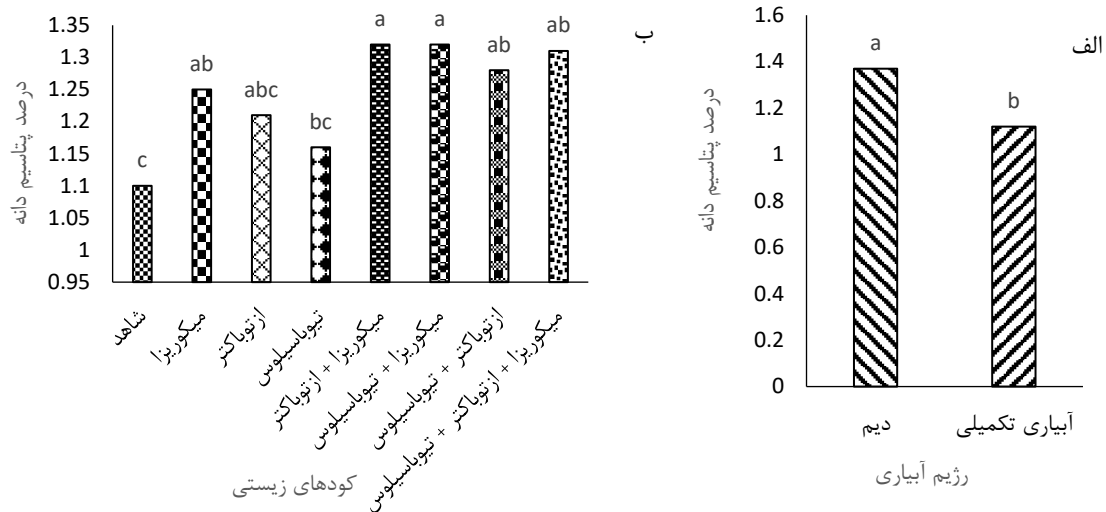 الف
درصد پتاسیم دانه
1.6
1.4
1.2
1
0.8
0.6
0.4
0.2
0
a
b
دیم
آبیاری تکمیلی
رژیم آبیاری
ب
درصد پتاسیم دانه
1.35
1.3
1.25
1.2
1.15
1.1
1.05
1
0.95
c
ab
abc
bc
a
a
ab
ab
شاهد
میکوریزا
ازتوباکتر
تیوباسیلوس
میکوریزا + ازتوباکتر
میکوریزا + تیوباسیلوس
ازتوباکتر + تیوباسیلوس
میکوریزا + ازتوباکتر + تیوباسیلوس
کودهای زیستی